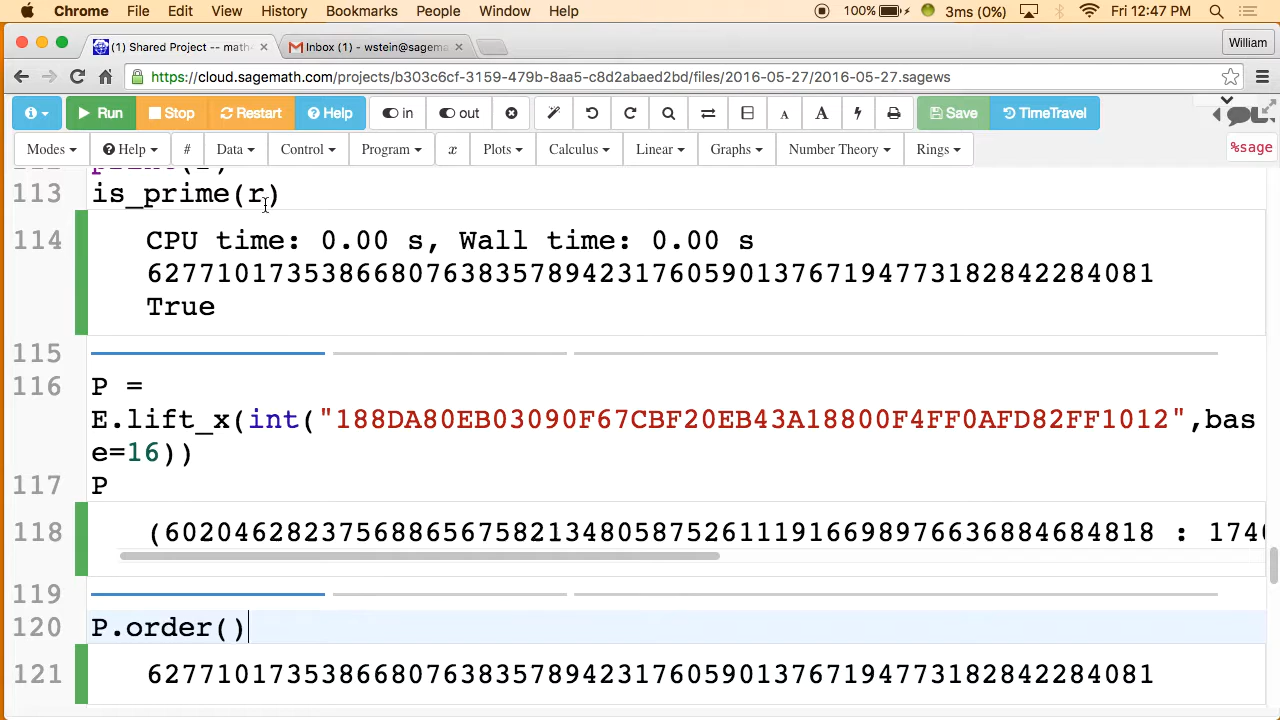 Chrome File Edit View History Bookmarks People Window Help 100% 3ms (0%) Fri 12:47 PM
(1) Shared Project -- math Inbox (1) - wstein@sagema William
https://cloud.sagemath.com/projects/b303c6cf-3159-479b-8aa5-c8d2abaed2bd/files/2016-05-27/2016-05-27.sagews
Run Stop Restart Help in out A A Save TimeTravel
Modes Help # Data Control Program x Plots Calculus Linear Graphs Number Theory Rings %sage
113 is_prime(r)
114 CPU time: 0.00 s, Wall time: 0.00 s
6277101735386680763835789423176059013767194773182842284081
True
115
116 P =
E.lift_x(int("188DA80EB03090F67CBF20EB43A18800F4FF0AFD82FF1012",bas
e=16))
117 P
118 (602046282375688656758213480587526111916698976636884684818 : 1740
119
120 P.order()
121 6277101735386680763835789423176059013767194773182842284081